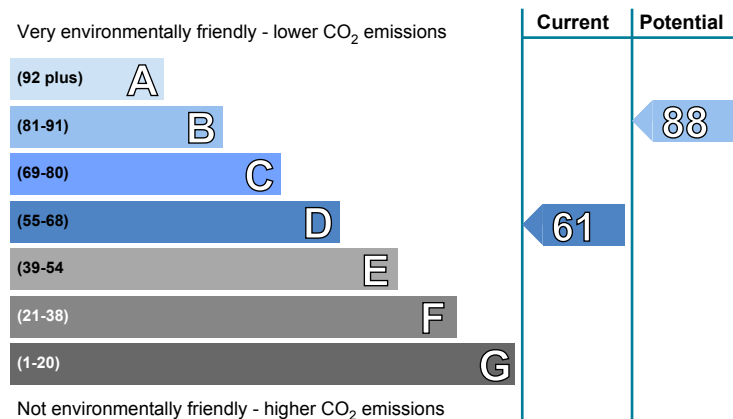 Very environmentally friendly - lower CO₂ emissions
Current
Potential
(92 plus) A
(81-91) B
88
(69-80) C
(55-68) D
61
(39-54 E
(21-38) F
(1-20) G
Not environmentally friendly - higher CO₂ emissions